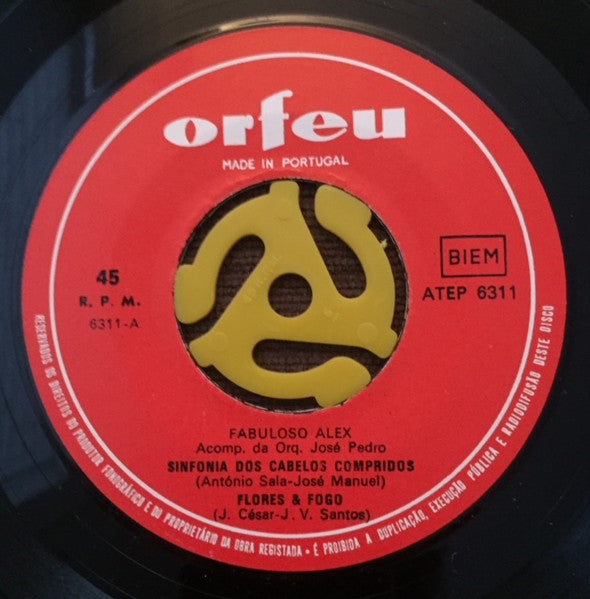 orfeu
MADE IN PORTUGAL
45
R. P. M.
6311-A
BIEM
ATEP 6311
FABULOSO ALEX
Acomp. da Orq. José Pedro
SINFONIA DOS CABELOS COMPRIDOS
(António Sala-José Manuel)
FLORES & FOGO
(J. César-J. V. Santos)
RESERVADOS OS DIREITOS DO PRODUTOR FONOGRÁFICO E DO PROPRIETÁRIO DA OBRA REGISTADA • É PROIBIDA A DUPLICAÇÃO, EXECUÇÃO PÚBLICA E RADIODIFUSÃO DESTE DISCO